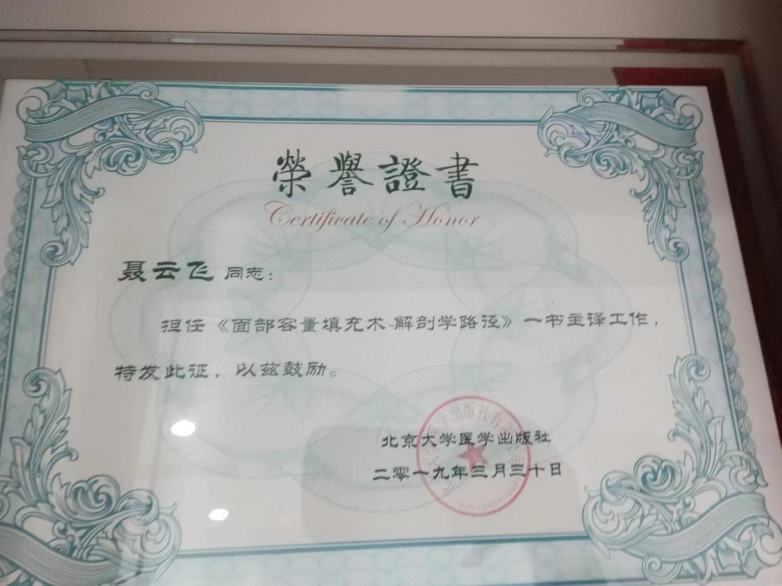 榮譽證書
Certificate of Honor
聂云飞 同志：
担任《面部容量填充术-解剖学路径》一书主译工作，
特发此证，以兹鼓励。
北京大学医学出版社
二零一九年三月三十日